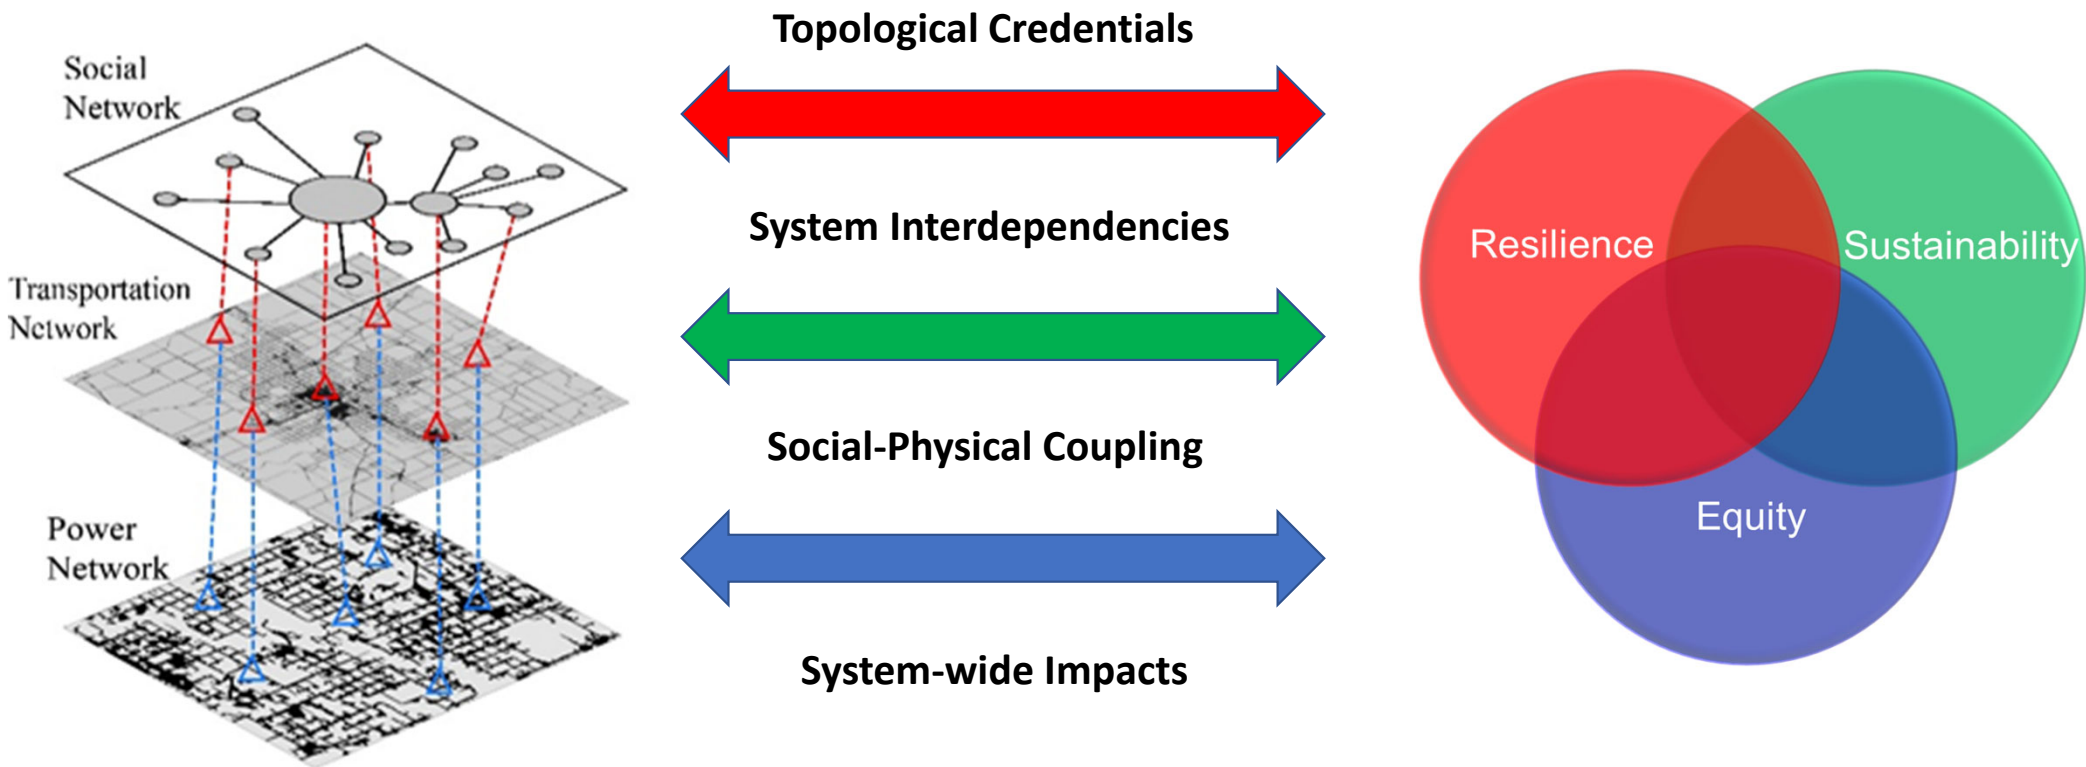 Social
Network
Transportation
Network
Power
Network
Topological Credentials
System Interdependencies
Social-Physical Coupling
System-wide Impacts
Resilience
Sustainability
Equity